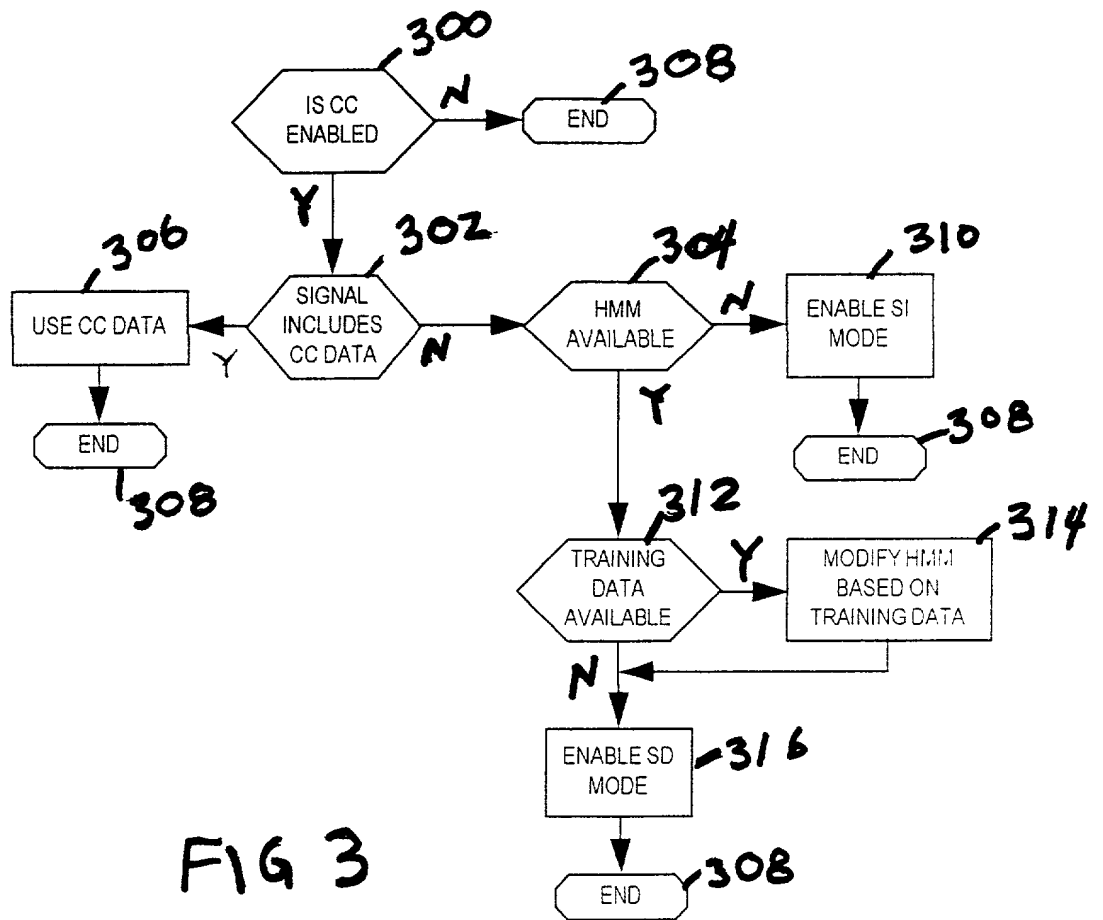 300
IS CC
ENABLED
N
308
END
Y
306
USE CC DATA
Y
302
SIGNAL
INCLUDES
CC DATA
N
304
HMM
AVAILABLE
N
310
ENABLE SI
MODE
END
308
Y
END
308
312
TRAINING
DATA
AVAILABLE
Y
314
MODIFY HMM
BASED ON
TRAINING DATA
N
ENABLE SD
MODE
316
END
308
FIG 3